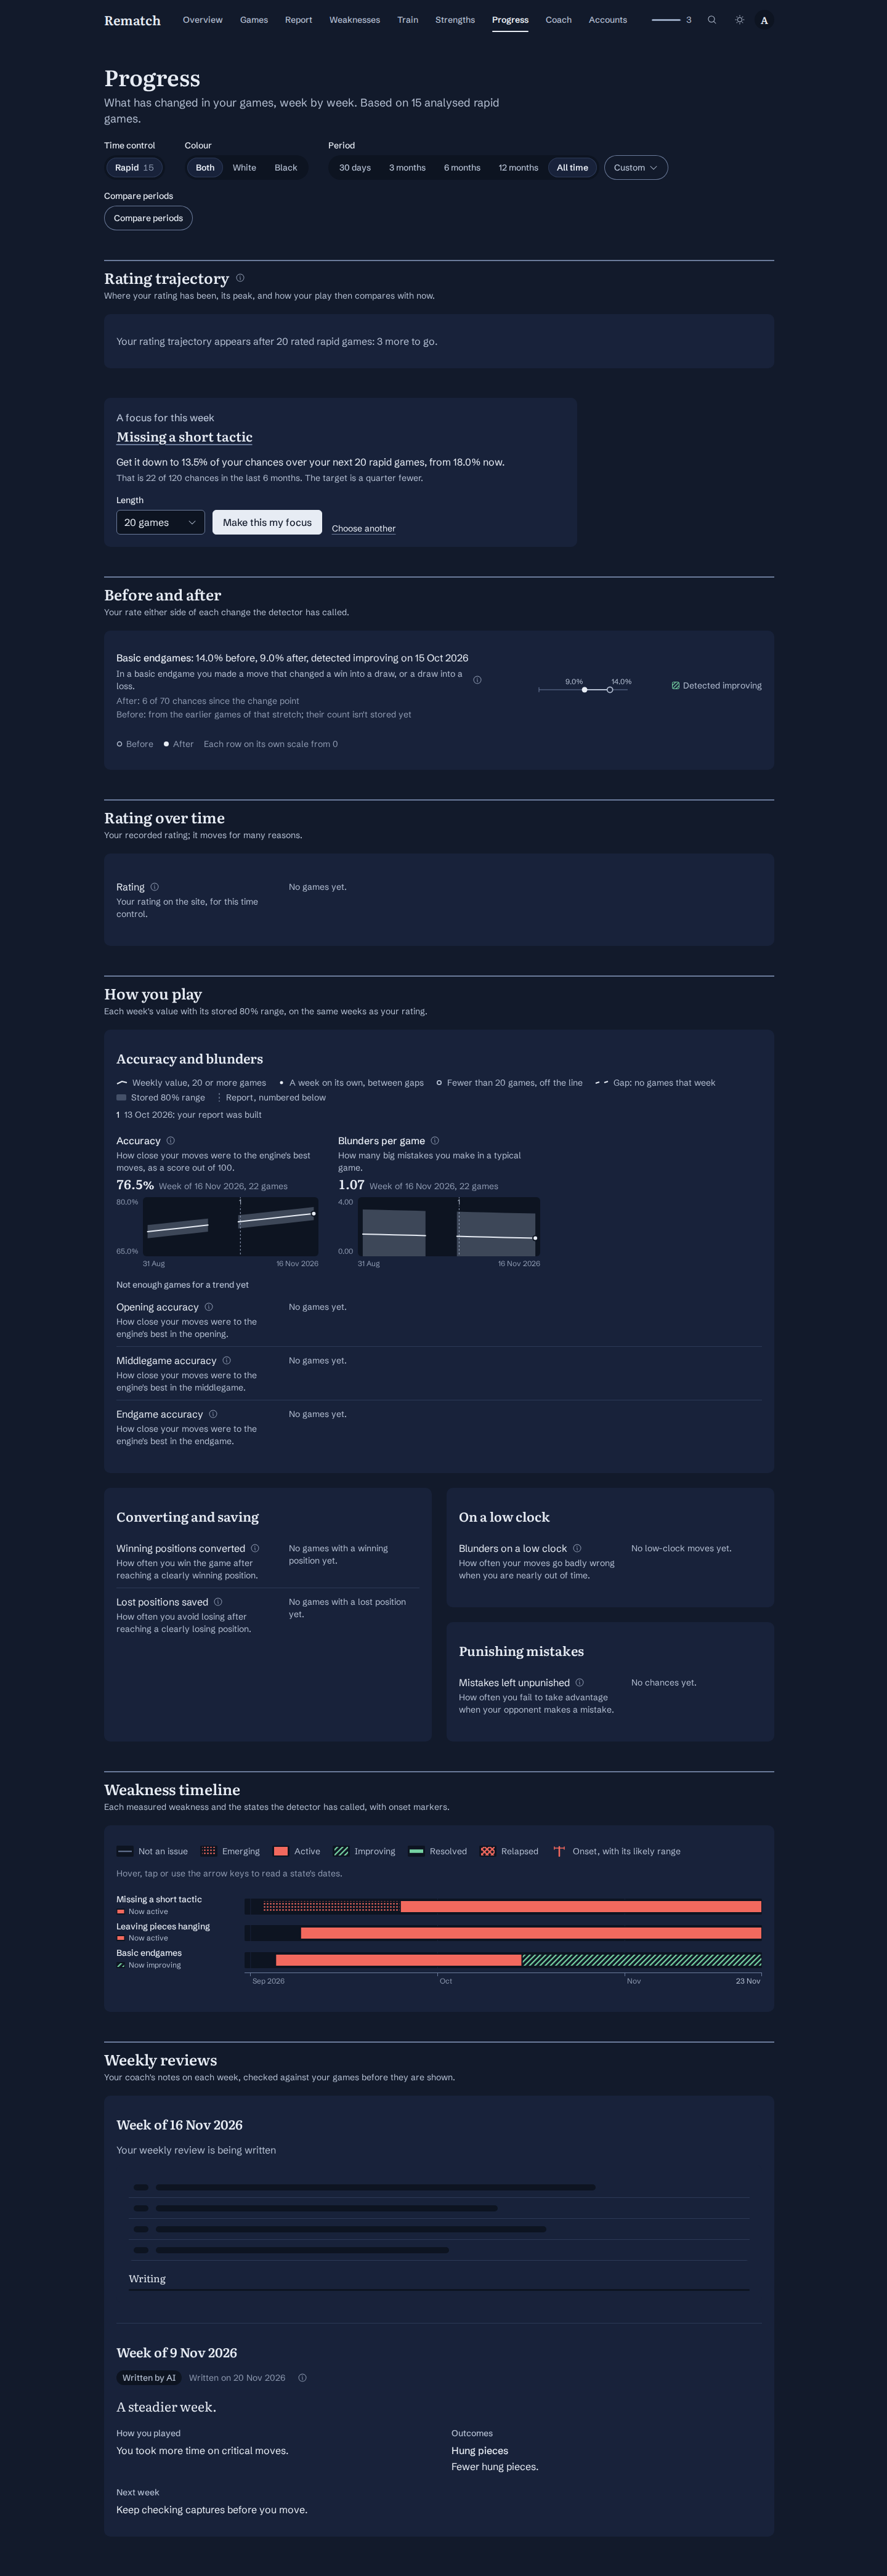 Rematch
Overview
Games
Report
Weaknesses
Train
Strengths
Progress
Coach
Accounts
3
A
Progress
What has changed in your games, week by week. Based on 15 analysed rapid
games.
Time control
Colour
Period
Rapid 15
Both
White
Black
30 days
3 months
6 months
12 months
All time
Custom
Compare periods
Compare periods
Rating trajectory
Where your rating has been, its peak, and how your play then compares with now.
Your rating trajectory appears after 20 rated rapid games: 3 more to go.
A focus for this week
Missing a short tactic
Get it down to 13.5% of your chances over your next 20 rapid games, from 18.0% now.
That is 22 of 120 chances in the last 6 months. The target is a quarter fewer.
Length
20 games
Make this my focus
Choose another
Before and after
Your rate either side of each change the detector has called.
Basic endgames: 14.0% before, 9.0% after, detected improving on 15 Oct 2026
In a basic endgame you made a move that changed a win into a draw, or a draw into a
loss.
After: 6 of 70 chances since the change point
Before: from the earlier games of that stretch; their count isn't stored yet
9.0%
14.0%
Detected improving
Before
After
Each row on its own scale from 0
Rating over time
Your recorded rating; it moves for many reasons.
Rating
No games yet.
Your rating on the site, for this time
control.
How you play
Each week's value with its stored 80% range, on the same weeks as your rating.
Accuracy and blunders
Weekly value, 20 or more games
A week on its own, between gaps
Fewer than 20 games, off the line
Gap: no games that week
Stored 80% range
Report, numbered below
1 13 Oct 2026: your report was built
Accuracy
How close your moves were to the engine's best
moves, as a score out of 100.
76.5% Week of 16 Nov 2026, 22 games
80.0%
1
65.0%
31 Aug
16 Nov 2026
Blunders per game
How many big mistakes you make in a typical
game.
1.07 Week of 16 Nov 2026, 22 games
4.00
1
0.00
31 Aug
16 Nov 2026
Not enough games for a trend yet
Opening accuracy
No games yet.
How close your moves were to the
engine's best in the opening.
Middlegame accuracy
No games yet.
How close your moves were to the
engine's best in the middlegame.
Endgame accuracy
No games yet.
How close your moves were to the
engine's best in the endgame.
Converting and saving
Winning positions converted
No games with a winning
position yet.
How often you win the game after
reaching a clearly winning position.
Lost positions saved
No games with a lost position
yet.
How often you avoid losing after
reaching a clearly losing position.
On a low clock
Blunders on a low clock
No low-clock moves yet.
How often your moves go badly wrong
when you are nearly out of time.
Punishing mistakes
Mistakes left unpunished
No chances yet.
How often you fail to take advantage
when your opponent makes a mistake.
Weakness timeline
Each measured weakness and the states the detector has called, with onset markers.
Not an issue
Emerging
Active
Improving
Resolved
Relapsed
Onset, with its likely range
Hover, tap or use the arrow keys to read a state's dates.
Missing a short tactic
Now active
Leaving pieces hanging
Now active
Basic endgames
Now improving
Sep 2026
Oct
Nov
23 Nov
Weekly reviews
Your coach's notes on each week, checked against your games before they are shown.
Week of 16 Nov 2026
Your weekly review is being written
Writing
Week of 9 Nov 2026
Written by AI
Written on 20 Nov 2026
A steadier week.
How you played
You took more time on critical moves.
Outcomes
Hung pieces
Fewer hung pieces.
Next week
Keep checking captures before you move.